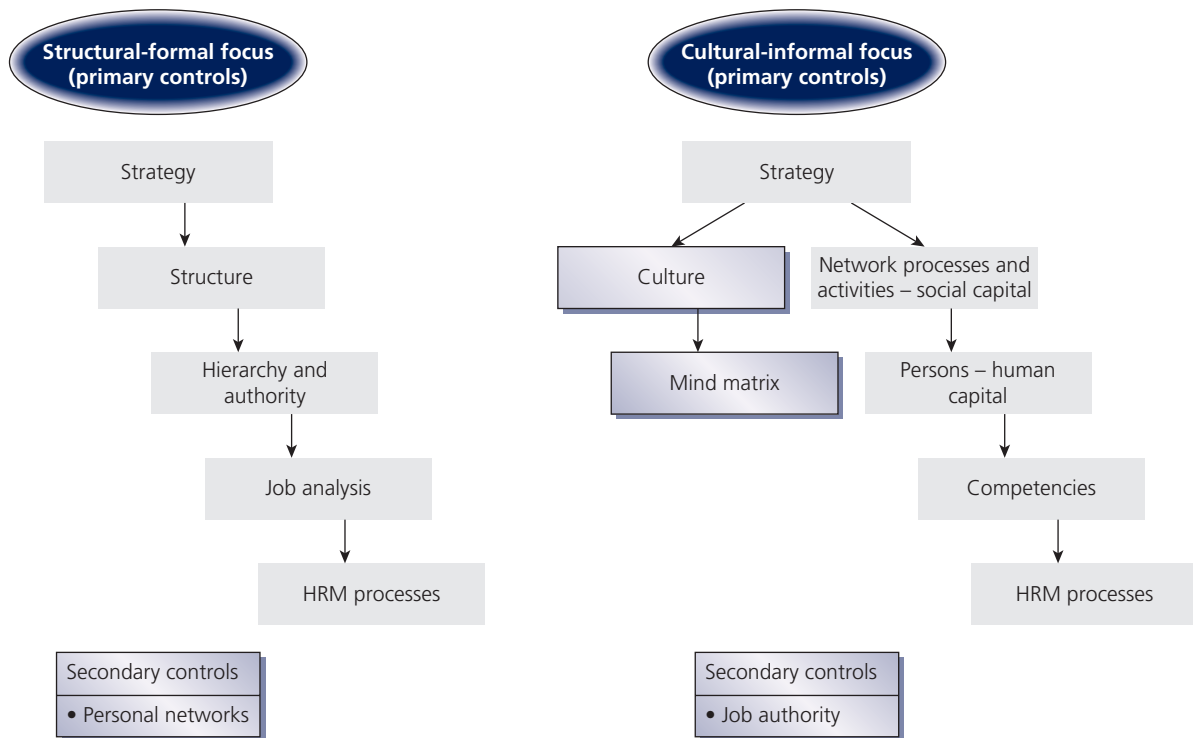 Structural-formal focus
(primary controls)
Strategy
Structure
Hierarchy and
authority
Job analysis
HRM processes
Secondary controls
• Personal networks
Cultural-informal focus
(primary controls)
Strategy
Culture
Network processes and
activities – social capital
Mind matrix
Persons – human
capital
Competencies
HRM processes
Secondary controls
• Job authority